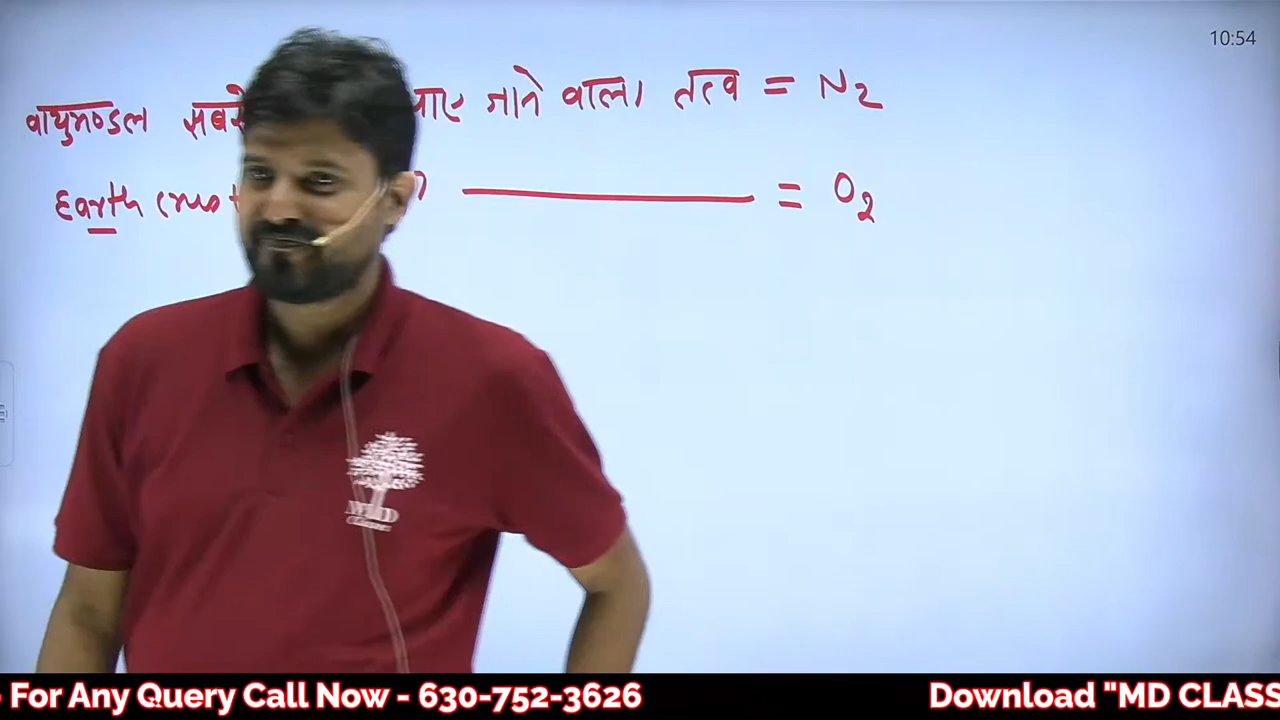 10:54
वायुमण्डल सबसे पाए जाने वाला तत्व = N2
Earth crust = O2
For Any Query Call Now - 630-752-3626
Download "MD CLASS